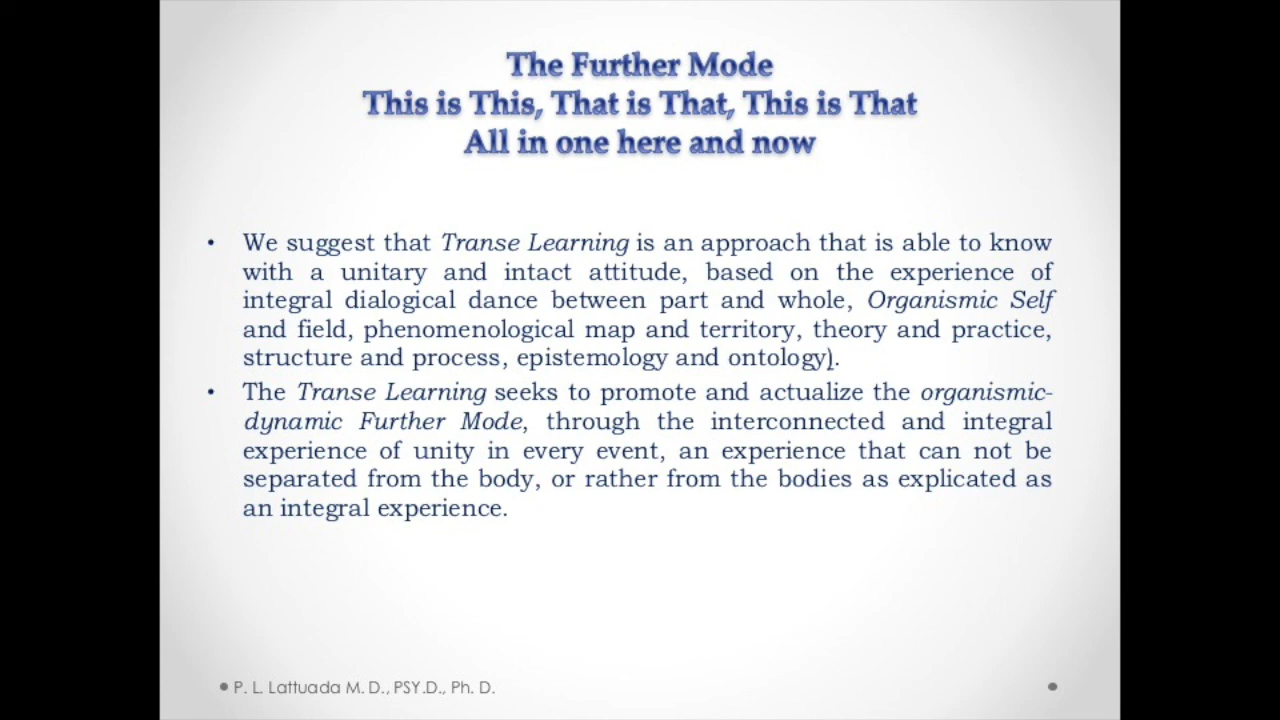 The Further Mode
This is This, That is That, This is That
All in one here and now
• We suggest that Transe Learning is an approach that is able to know
with a unitary and intact attitude, based on the experience of
integral dialogical dance between part and whole, Organismic Self
and field, phenomenological map and territory, theory and practice,
structure and process, epistemology and ontology).
• The Transe Learning seeks to promote and actualize the organismic-
dynamic Further Mode, through the interconnected and integral
experience of unity in every event, an experience that can not be
separated from the body, or rather from the bodies as explicated as
an integral experience.
P. L. Lattuada M. D., PSY.D., Ph. D.